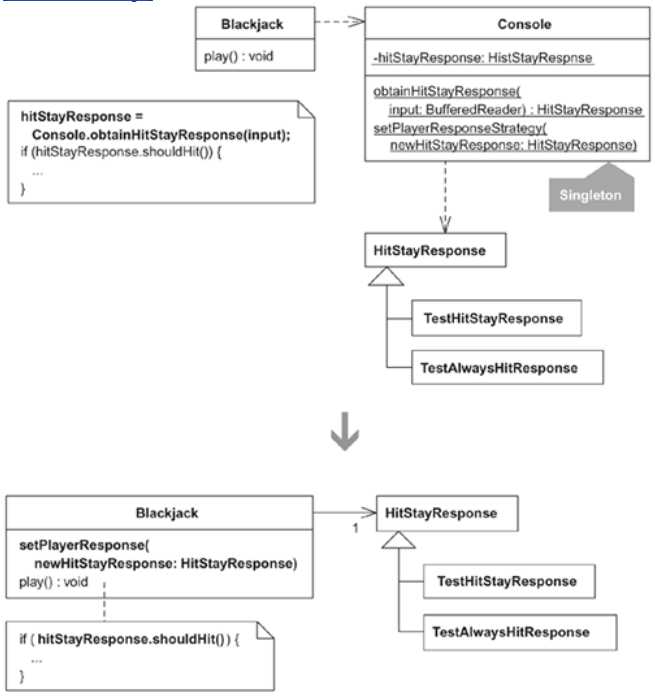 Blackjack
play() : void
Console
-hitStayResponse: HistStayRespnse
obtainHitStayResponse(
input: BufferedReader) : HitStayResponse
setPlayerResponseStrategy(
newHitStayResponse: HitStayResponse)
Singleton
hitStayResponse =
Console.obtainHitStayResponse(input);
if (hitStayResponse.shouldHit()) {
...
}
HitStayResponse
TestHitStayResponse
TestAlwaysHitResponse
Blackjack
setPlayerResponse(
newHitStayResponse: HitStayResponse)
play() : void
1
HitStayResponse
TestHitStayResponse
TestAlwaysHitResponse
if ( hitStayResponse.shouldHit() ) {
...
}